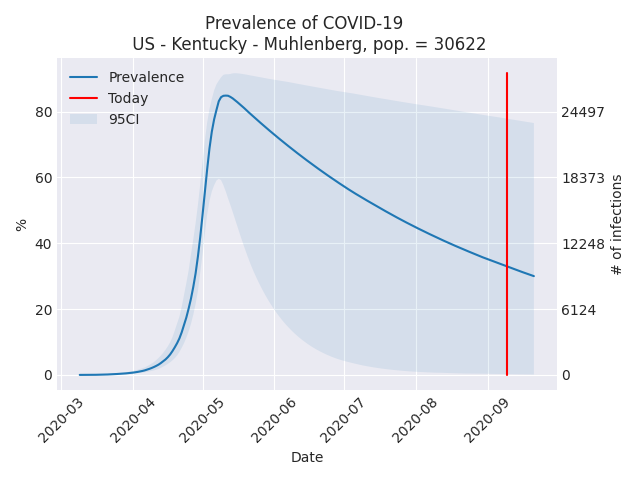 Prevalence of COVID-19
US - Kentucky - Muhlenberg, pop. = 30622
Prevalence
Today
95CI
80
60
40
20
0
%
24497
18373
12248
6124
0
# of infections
2020-03
2020-04
2020-05
2020-06
2020-07
2020-08
2020-09
Date